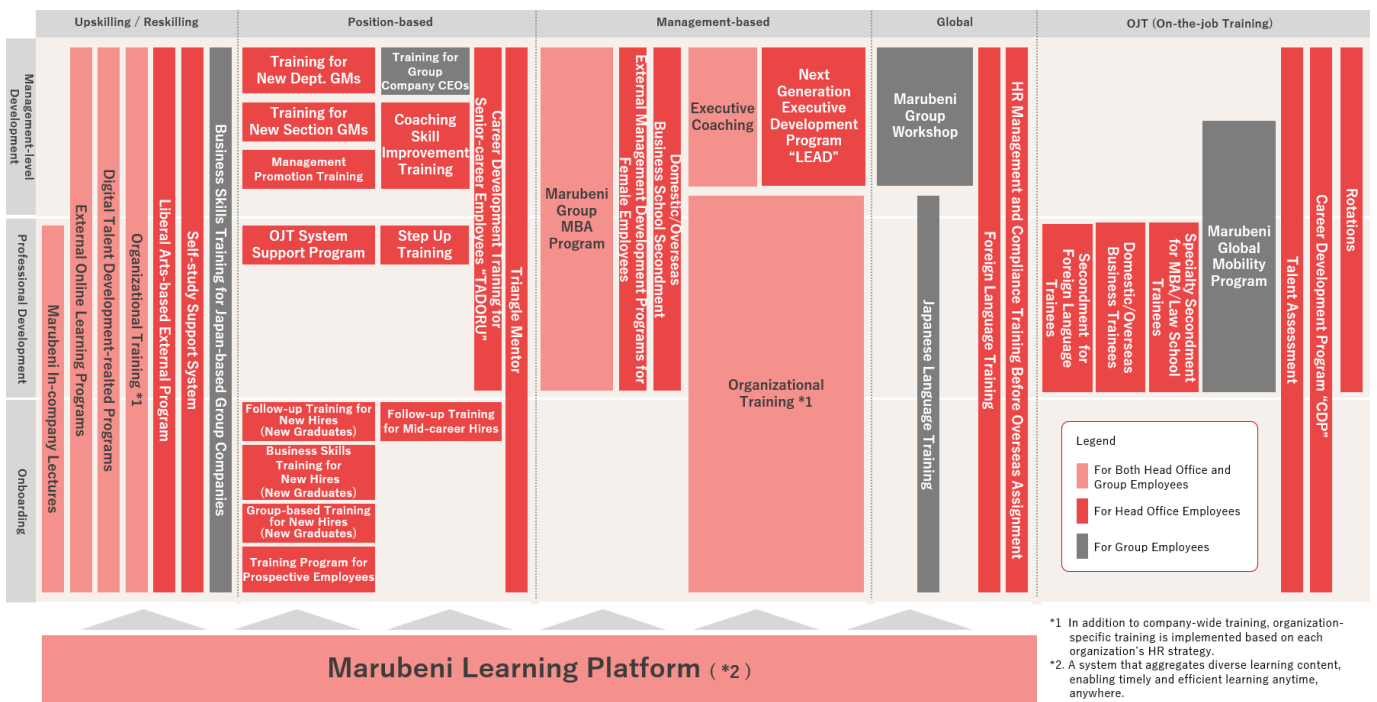 Upskilling / Reskilling
Position-based
Management-based
Global
OJT (On-the-job Training)
Management-level
Development
Professional Development
Onboarding
Marubeni In-company Lectures
External Online Learning Programs
Digital Talent Development-realted Programs
Organizational Training *1
Liberal Arts-based External Program
Self-study Support System
Business Skills Training for Japan-based Group Companies
Training for
New Dept. GMs
Training for
Group
Company CEOs
Training for
New Section GMs
Coaching
Skill
Improvement
Training
Management
Promotion Training
OJT System
Support Program
Step Up
Training
Career Development Training for
Senior-career Employees "TADORU"
Triangle Mentor
Follow-up Training for
New Hires
(New Graduates)
Follow-up Training
for Mid-career Hires
Business Skills
Training for
New Hires
(New Graduates)
Group-based Training
for New Hires
(New Graduates)
Training Program for
Prospective Employees
Marubeni
Group
MBA
Program
External Management Development Programs for
Female Employees
Domestic/Overseas
Business School Secondment
Executive
Coaching
Next
Generation
Executive
Development
Program
“LEAD”
Organizational
Training *1
Marubeni
Group
Workshop
Japanese Language Training
Foreign Language Training
HR Management and Compliance Training Before Overseas Assignment
Secondment for
Foreign Language
Trainees
Domestic/Overseas
Business Trainees
Specialty Secondment
for MBA/Law School
Trainees
Marubeni
Global
Mobility
Program
Talent Assessment
Career Development Program "CDP"
Rotations
Legend
For Both Head Office and
Group Employees
For Head Office Employees
For Group Employees
Marubeni Learning Platform ( *2 )
*1 In addition to company-wide training, organization-
specific training is implemented based on each
organization's HR strategy.
*2. A system that aggregates diverse learning content,
enabling timely and efficient learning anytime,
anywhere.